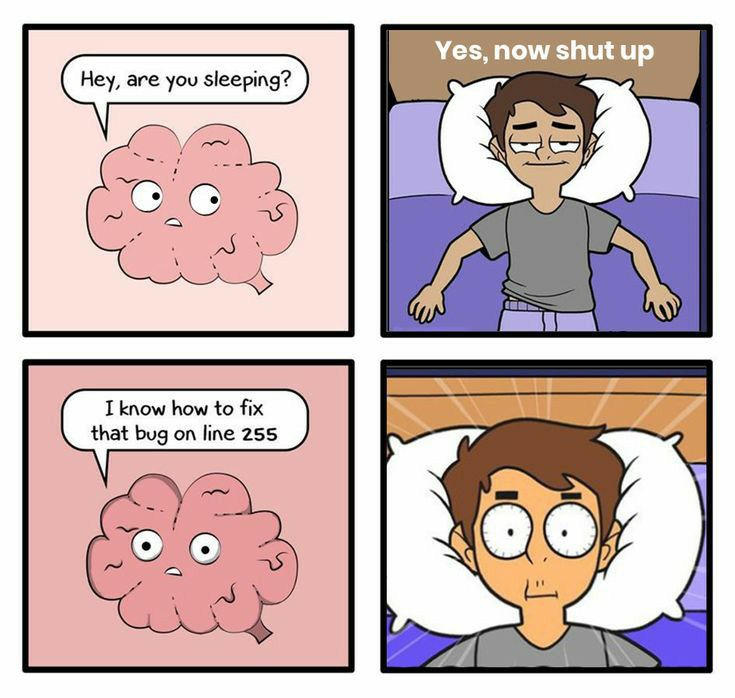 Hey, are you sleeping?
Yes, now shut up
I know how to fix
that bug on line 255